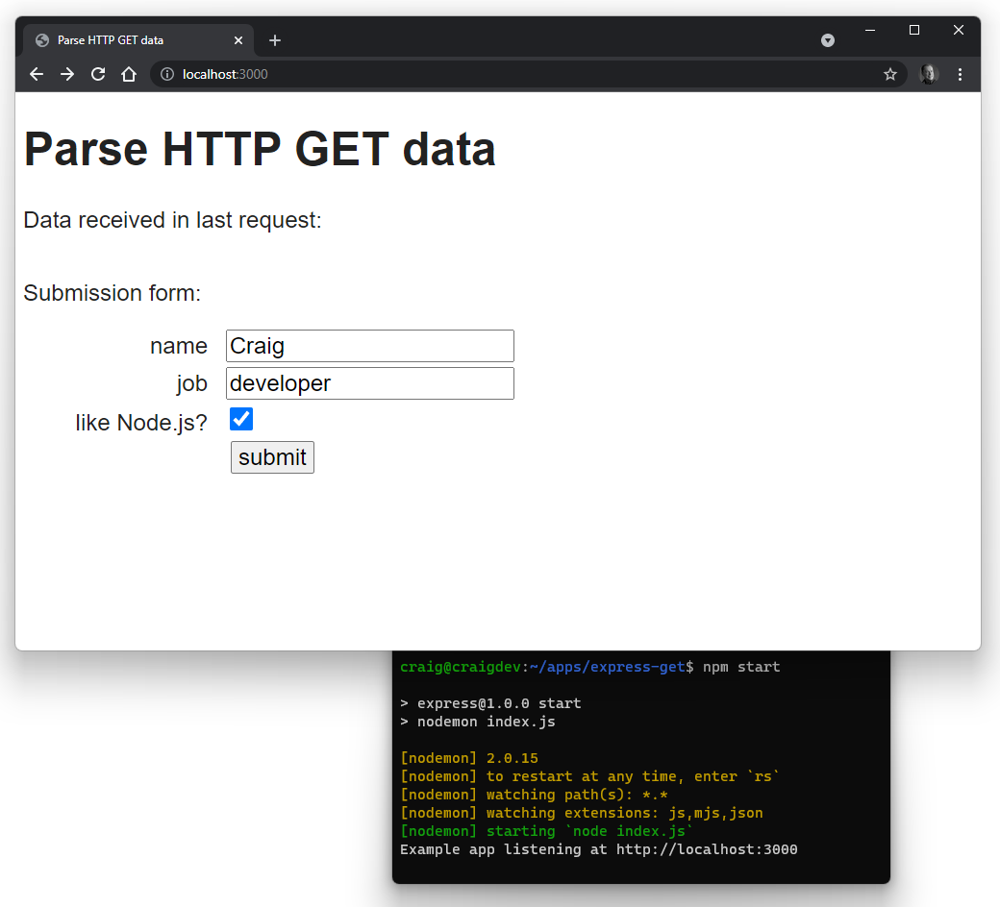 Parse HTTP GET data
localhost:3000
Parse HTTP GET data
Data received in last request:
Submission form:
name Craig
job developer
like Node.js?
submit
craig@craigdev:~/apps/express-get$ npm start
> express@1.0.0 start
> nodemon index.js
[nodemon] 2.0.15
[nodemon] to restart at any time, enter `rs`
[nodemon] watching path(s): *.*
[nodemon] watching extensions: js,mjs,json
[nodemon] starting `node index.js`
Example app listening at http://localhost:3000